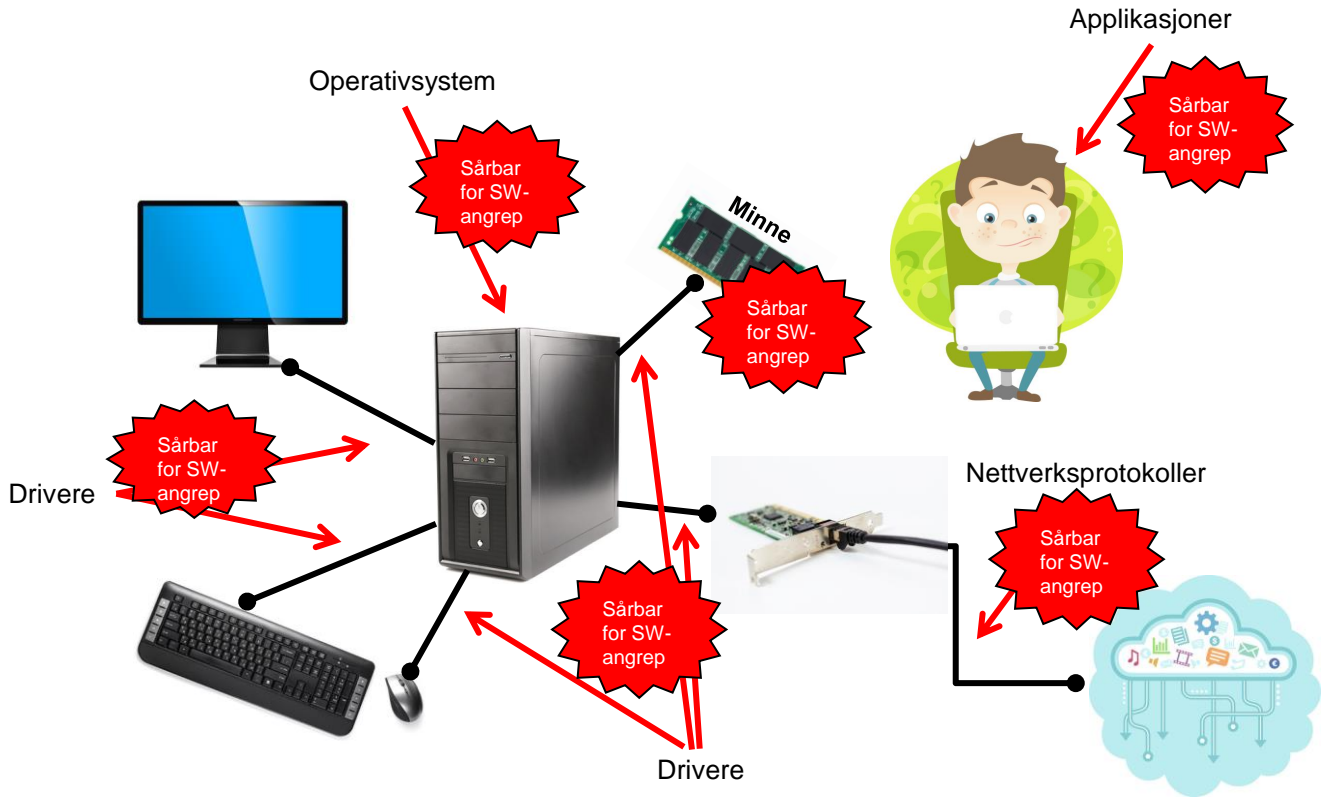 Applikasjoner
Sårbar
for SW-
angrep
Operativsystem
Sårbar
for SW-
angrep
Minne
Sårbar
for SW-
angrep
Sårbar
for SW-
angrep
Drivere
Nettverksprotokoller
Sårbar
for SW-
angrep
Sårbar
for SW-
angrep
Drivere